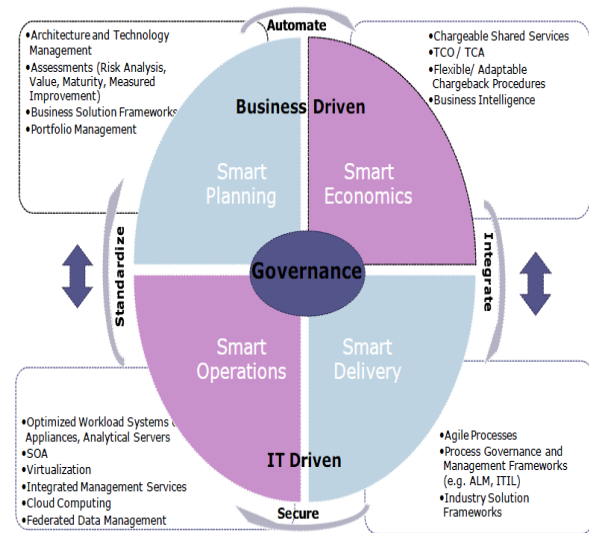 Automate
•Architecture and Technology
Management
•Assessments (Risk Analysis,
Value, Maturity, Measured
Improvement)
•Business Solution Frameworks
•Portfolio Management
•Chargeable Shared Services
•TCO / TCA
•Flexible/ Adaptable
Chargeback Procedures
•Business Intelligence
Business Driven
Smart
Planning
Smart
Economics
Standardize
Governance
Integrate
Smart
Operations
Smart
Delivery
•Optimized Workload Systems
Appliances, Analytical Servers
•SOA
•Virtualization
•Integrated Management Services
•Cloud Computing
•Federated Data Management
•Agile Processes
•Process Governance and
Management Frameworks
(e.g. ALM, ITIL)
•Industry Solution
Frameworks
IT Driven
Secure